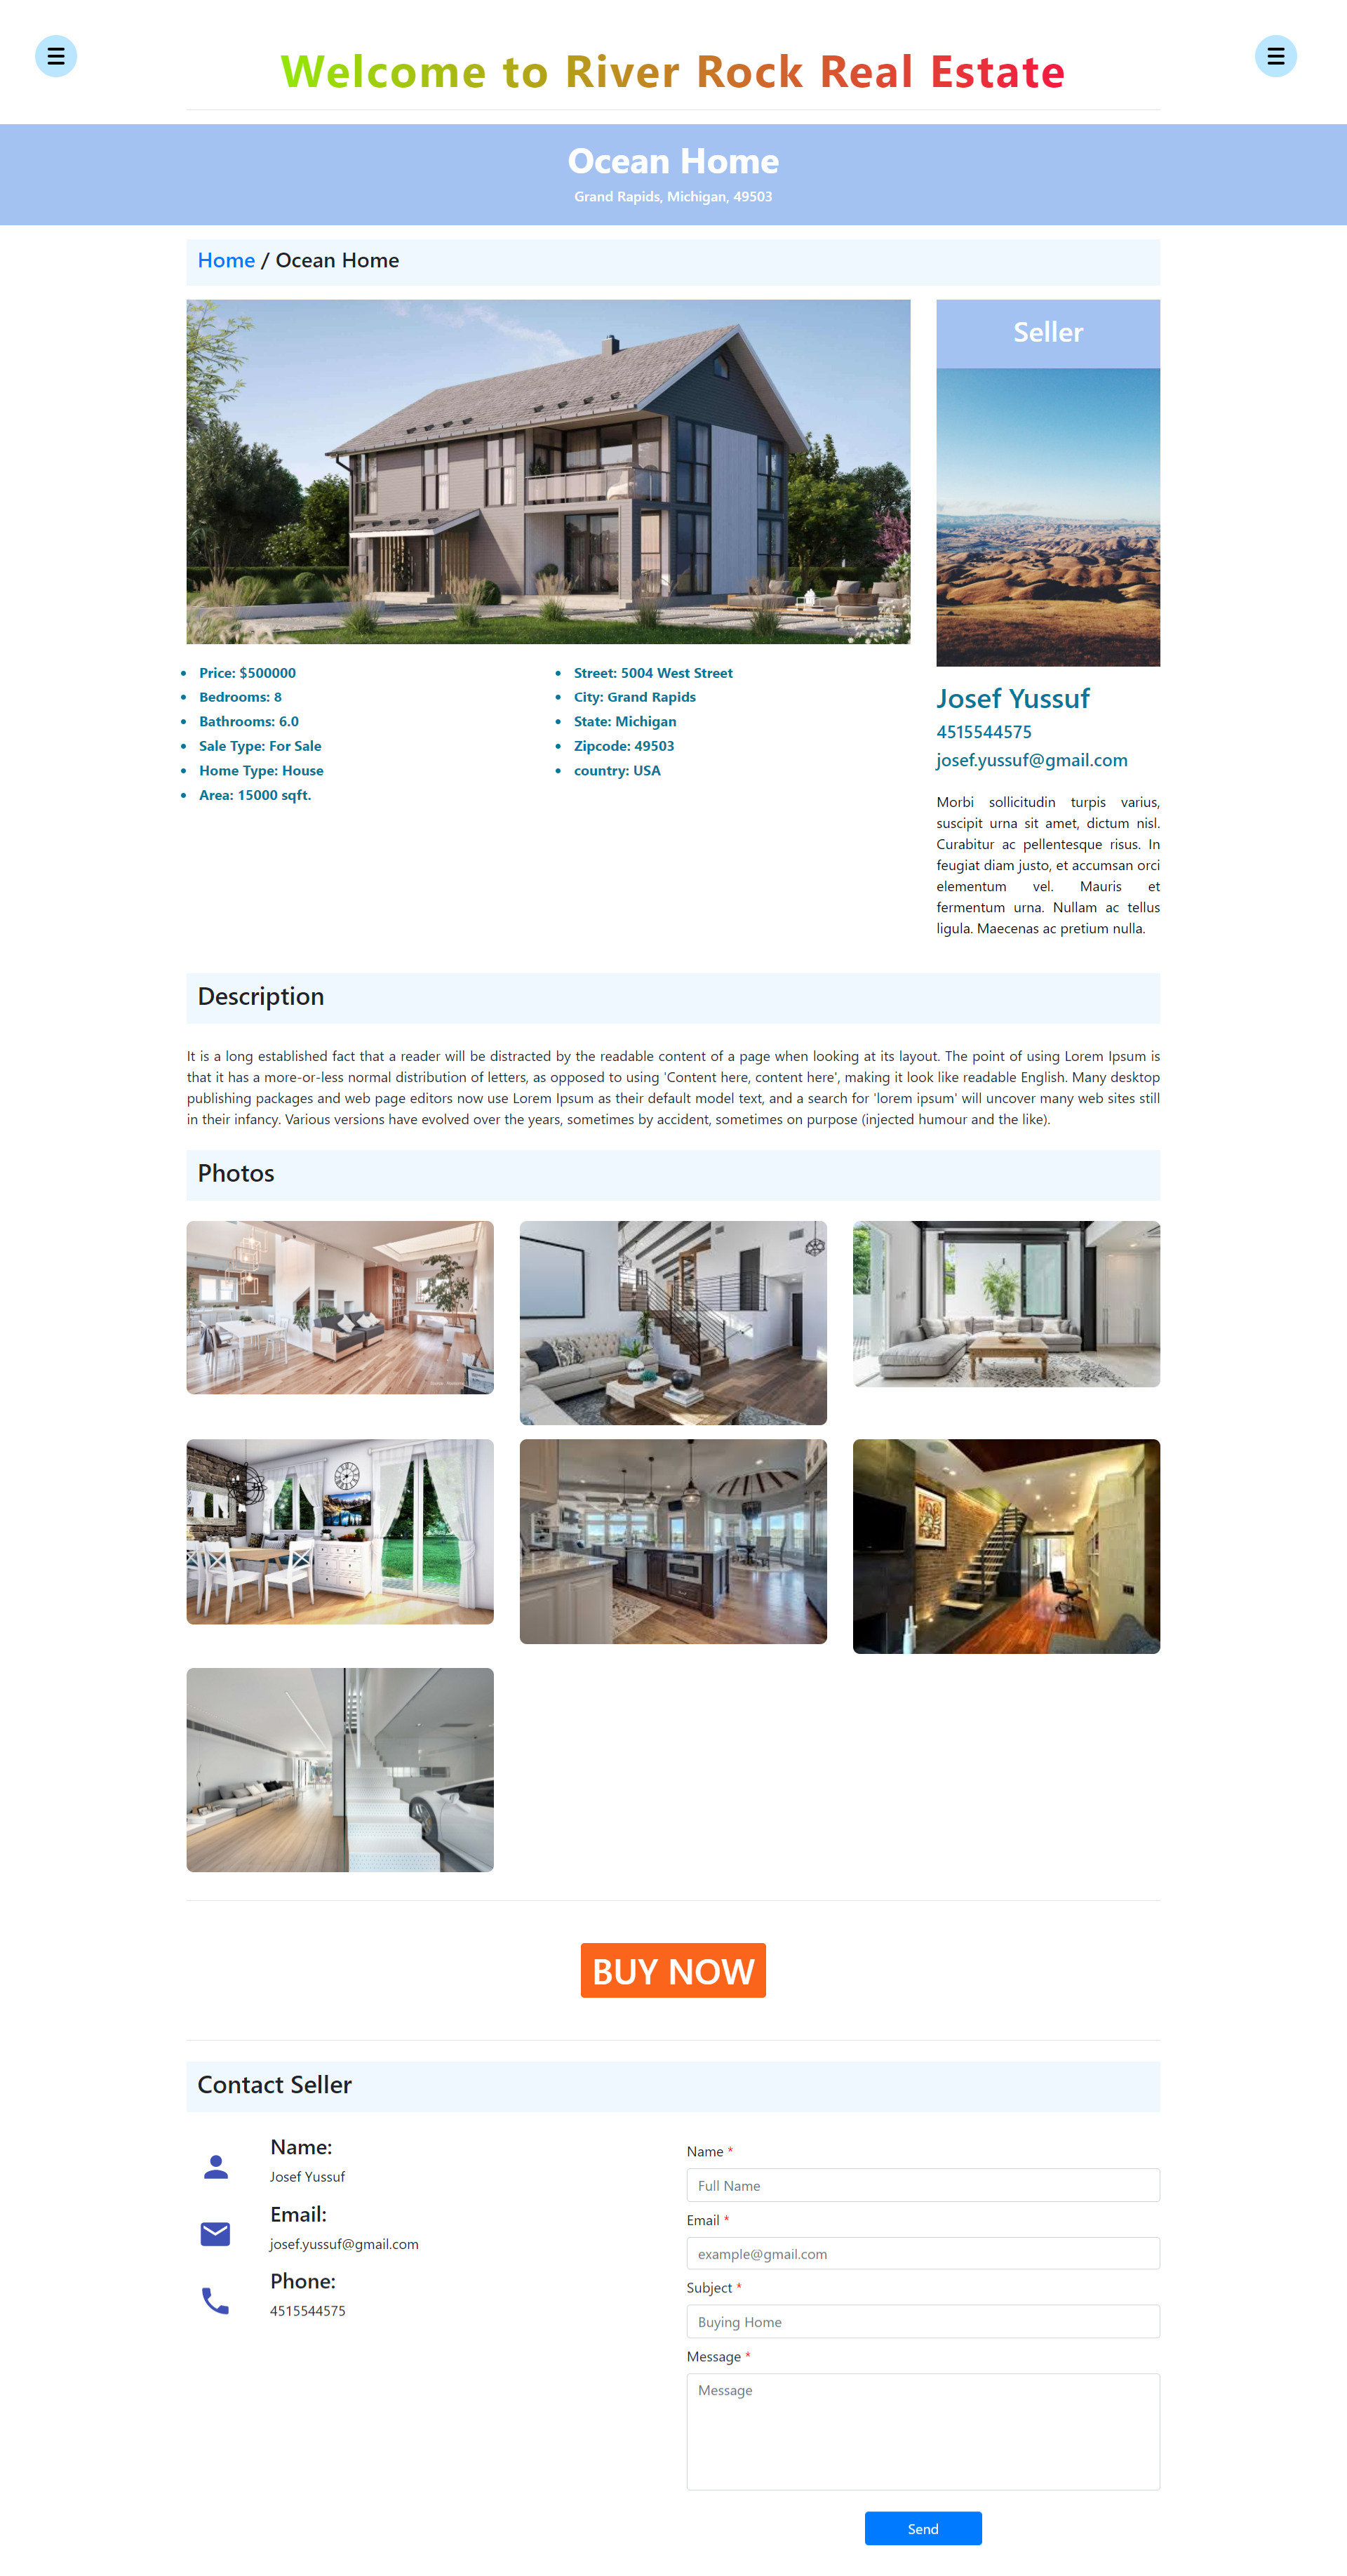 Welcome to River Rock Real Estate
Ocean Home
Grand Rapids, Michigan, 49503
Home / Ocean Home
Seller
Price: $500000
Bedrooms: 8
Bathrooms: 6.0
Sale Type: For Sale
Home Type: House
Area: 15000 sqft.
Street: 5004 West Street
City: Grand Rapids
State: Michigan
Zipcode: 49503
country: USA
Josef Yussuf
4515544575
josef.yussuf@gmail.com
Morbi sollicitudin turpis varius,
suscipit urna sit amet, dictum nisl.
Curabitur ac pellentesque risus. In
feugiat diam justo, et accumsan orci
elementum vel. Mauris et
fermentum urna. Nullam ac tellus
ligula. Maecenas ac pretium nulla.
Description
It is a long established fact that a reader will be distracted by the readable content of a page when looking at its layout. The point of using Lorem Ipsum is
that it has a more-or-less normal distribution of letters, as opposed to using 'Content here, content here', making it look like readable English. Many desktop
publishing packages and web page editors now use Lorem Ipsum as their default model text, and a search for 'lorem ipsum' will uncover many web sites still
in their infancy. Various versions have evolved over the years, sometimes by accident, sometimes on purpose (injected humour and the like).
Photos
BUY NOW
Contact Seller
Name:
Josef Yussuf
Email:
josef.yussuf@gmail.com
Phone:
4515544575
Name *
Full Name
Email *
example@gmail.com
Subject *
Buying Home
Message *
Message
Send